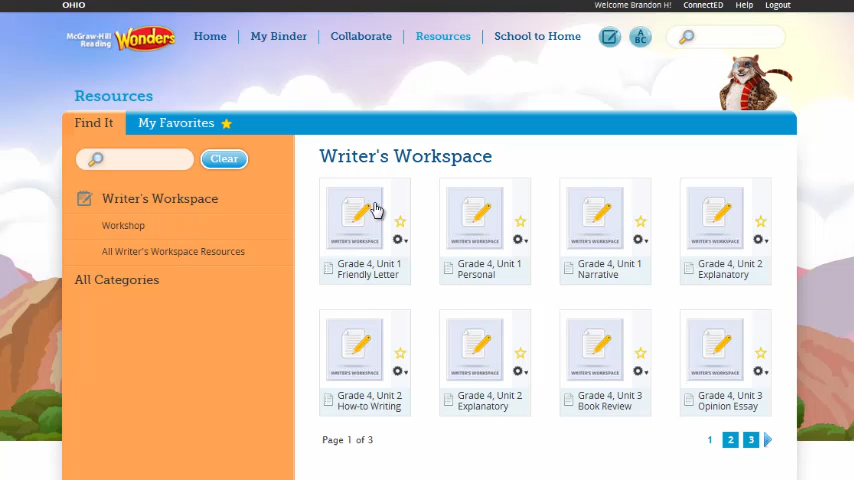 OHIO
Welcome Brandon H! ConnectED Help Logout
McGraw-Hill Reading Wonders
Home My Binder Collaborate Resources School to Home A BC
Resources
Find It My Favorites
Clear
Writer's Workspace
Workshop
All Writer's Workspace Resources
All Categories
Writer's Workspace
WRITER'S WORKSPACE WRITER'S WORKSPACE WRITER'S WORKSPACE WRITER'S WORKSPACE
Grade 4, Unit 1 Grade 4, Unit 1 Grade 4, Unit 1 Grade 4, Unit 2
Friendly Letter Personal Narrative Explanatory
WRITER'S WORKSPACE WRITER'S WORKSPACE WRITER'S WORKSPACE WRITER'S WORKSPACE
Grade 4, Unit 2 Grade 4, Unit 2 Grade 4, Unit 3 Grade 4, Unit 3
How-to Writing Explanatory Book Review Opinion Essay
Page 1 of 3 1 2 3